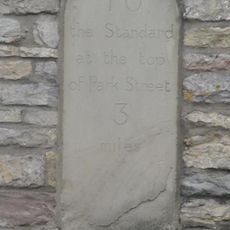 TO
the Standard
at the top
of Park Street
3
miles